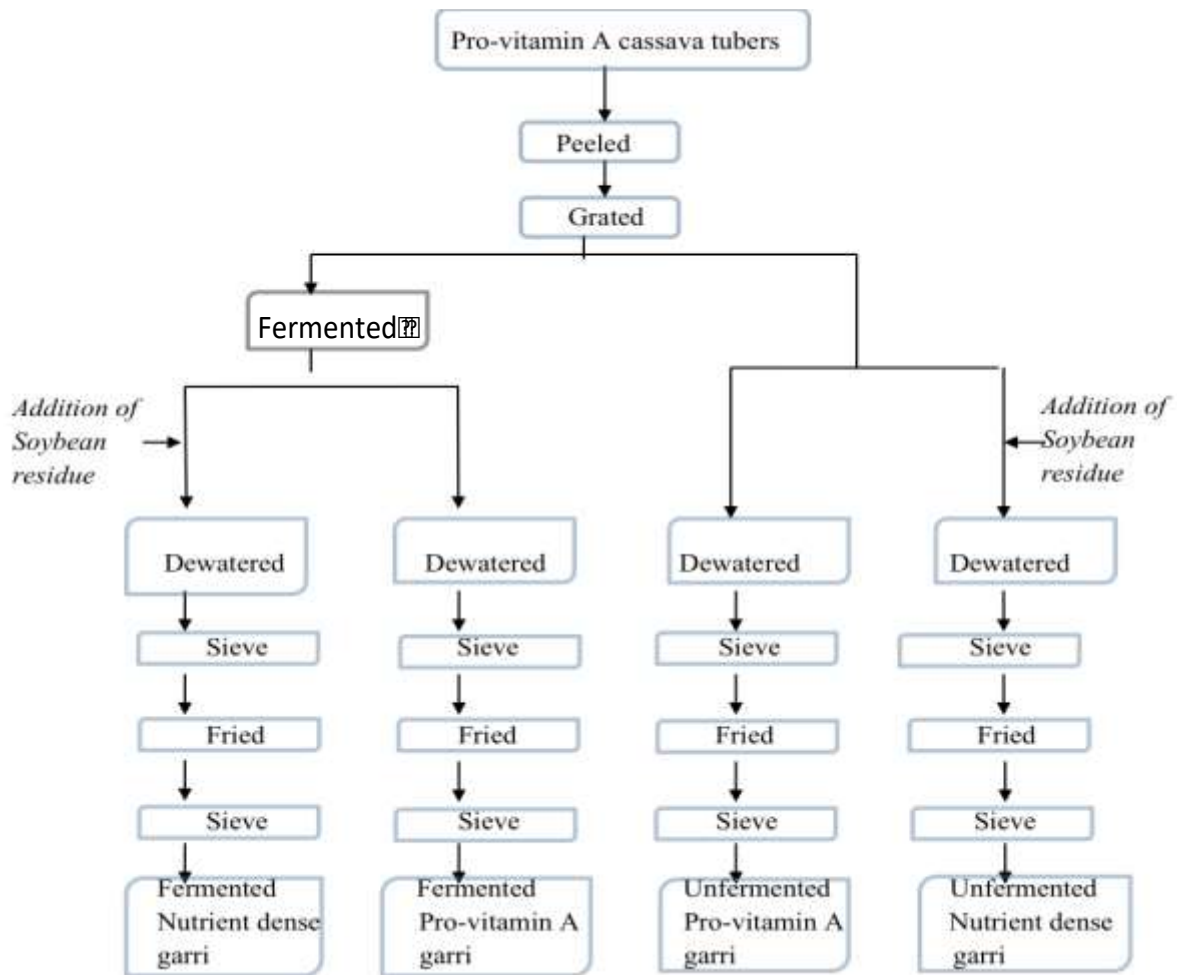 Pro-vitamin A cassava tubers
Peeled
Grated
Fermented
Addition of
Soybean
residue
Addition of
Soybean
residue
Dewatered
Dewatered
Dewatered
Dewatered
Sieve
Sieve
Sieve
Sieve
Fried
Fried
Fried
Fried
Sieve
Sieve
Sieve
Sieve
Fermented
Nutrient dense
garri
Fermented
Pro-vitamin A
garri
Unfermented
Pro-vitamin A
garri
Unfermented
Nutrient dense
garri